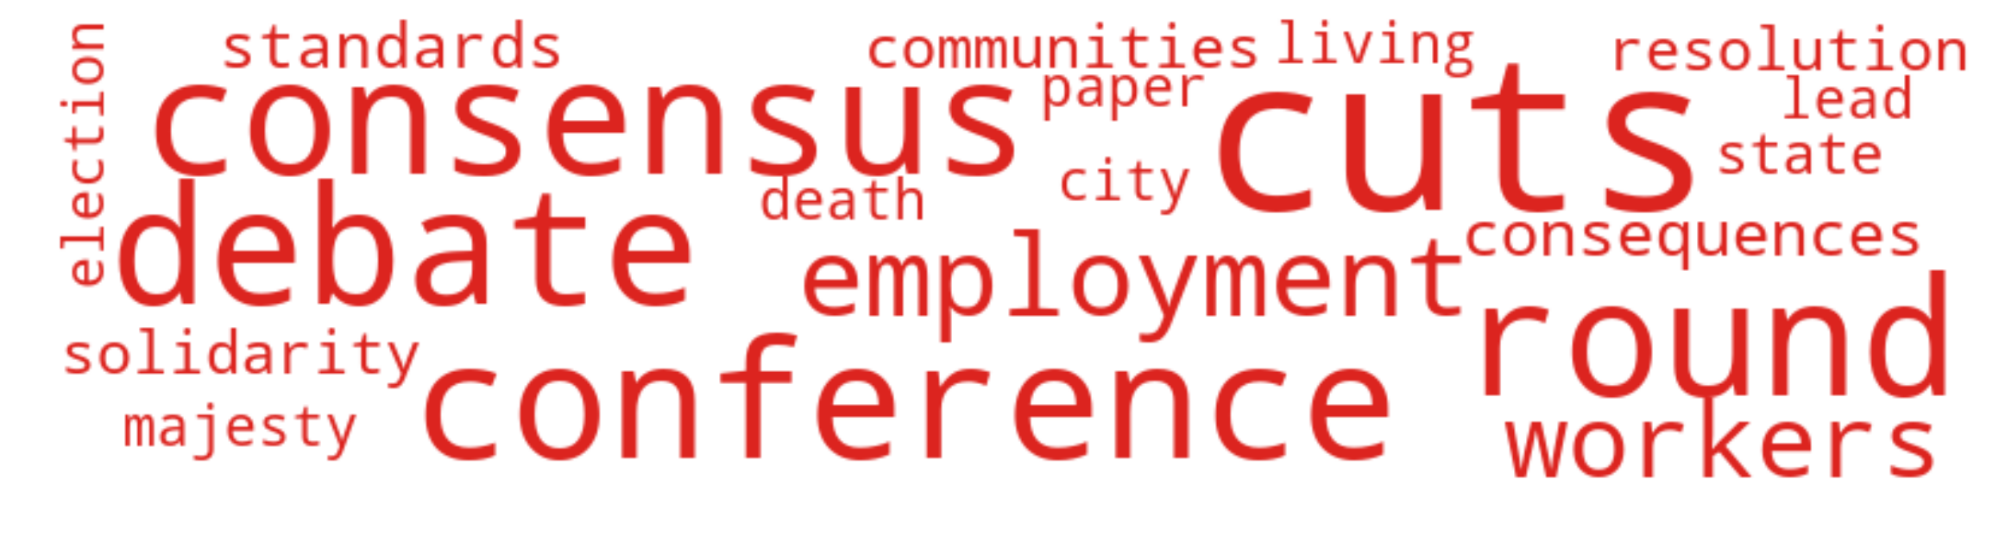 election
standards
communities
living
resolution
consensus
paper
cuts
lead
state
death
city
debate
employment
consequences
solidarity
conference
round
majesty
workers